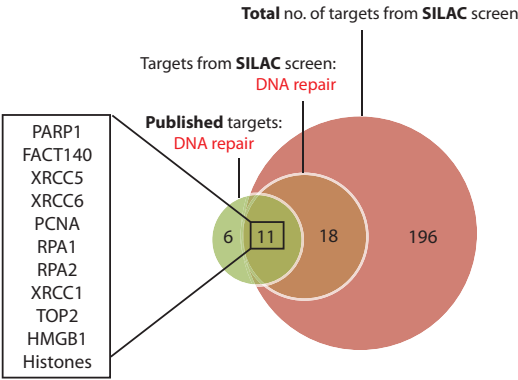 Total no. of targets from SILAC screen
Targets from SILAC screen:
DNA repair
Published targets:
DNA repair
PARP1
FACT140
XRCC5
XRCC6
PCNA
RPA1
RPA2
XRCC1
TOP2
HMGB1
Histones
6
11
18
196